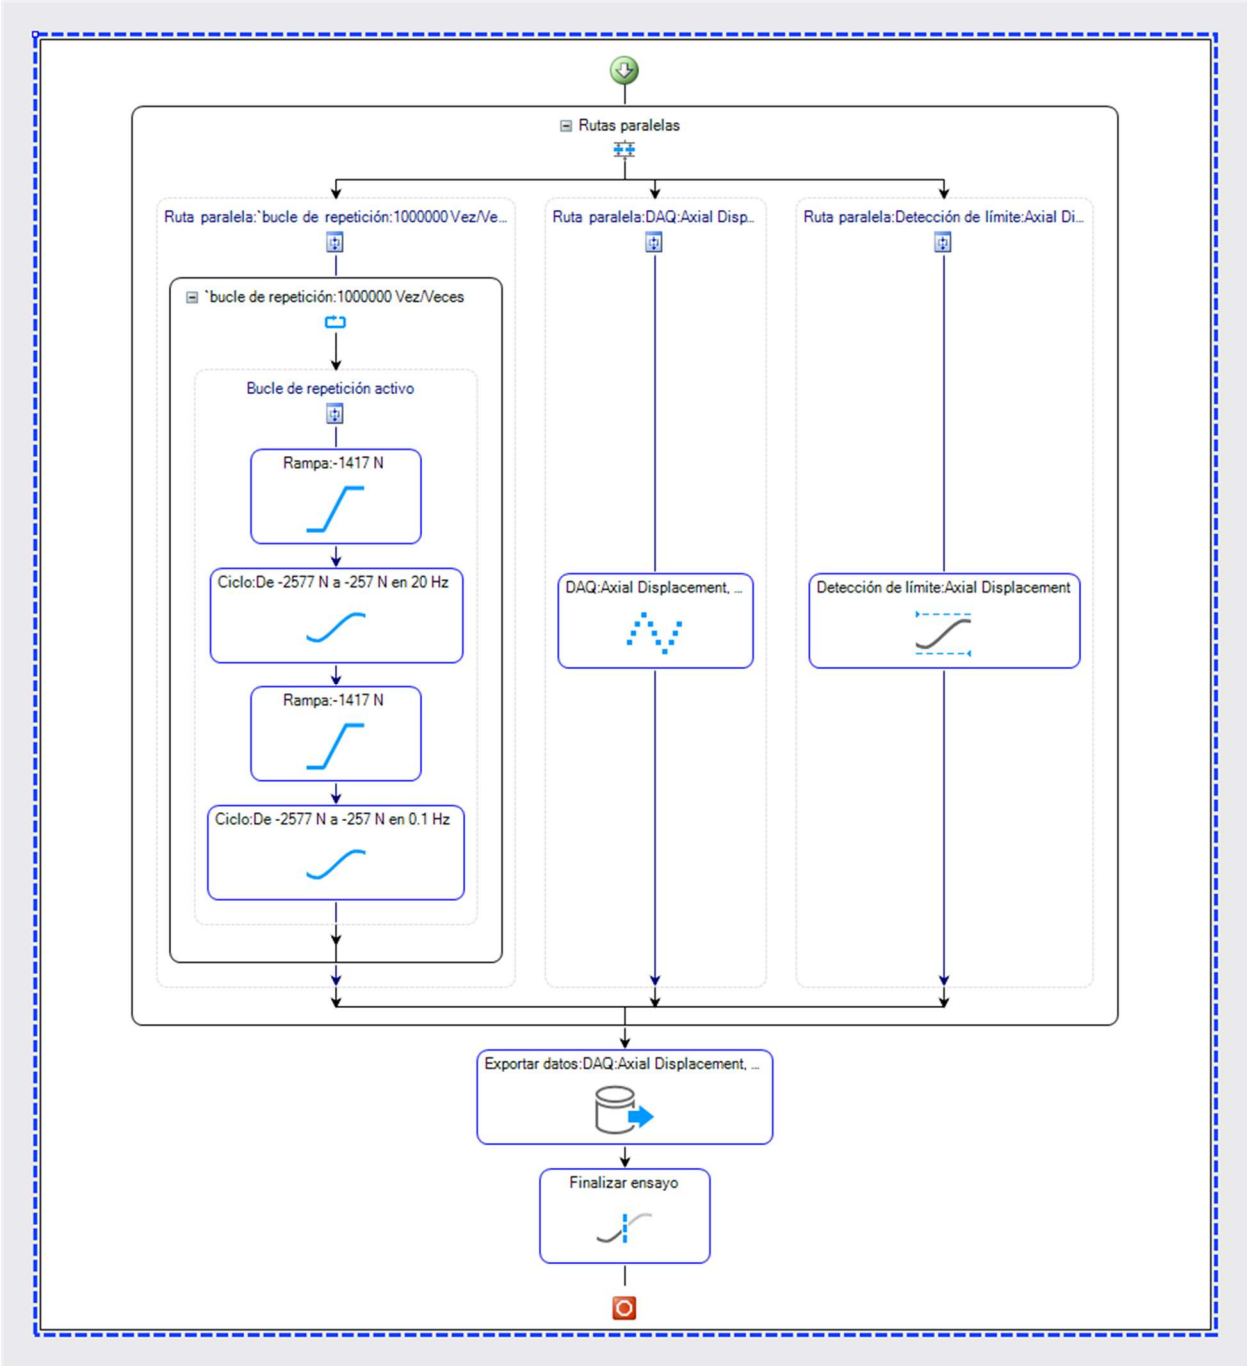 Rutas paralelas
Ruta paralela:`bucle de repetición:1000000 Vez/Ve...
Ruta paralela:DAQ:Axial Disp...
Ruta paralela:Detección de límite:Axial Di...
`bucle de repetición:1000000 Vez/Veces
Bucle de repetición activo
Rampa:-1417 N
Ciclo:De -2577 N a -257 N en 20 Hz
Rampa:-1417 N
Ciclo:De -2577 N a -257 N en 0.1 Hz
DAQ:Axial Displacement, ...
Detección de límite:Axial Displacement
Exportar datos:DAQ:Axial Displacement, ...
Finalizar ensayo